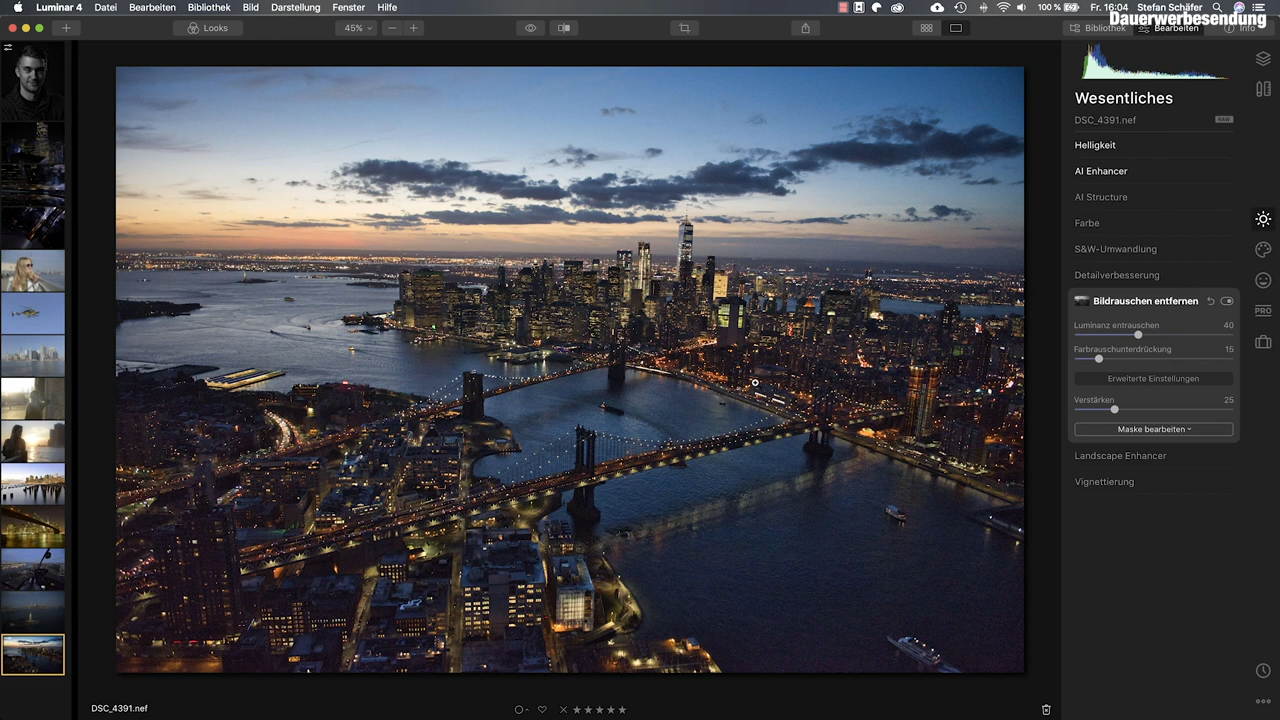 Luminar 4 Datei Bearbeiten Bibliothek Bild Darstellung Fenster Hilfe 100 % Fr. 16:04 Stefan Schäfer
Dauerwerbesendung
Looks 45% Bibliothek Bearbeiten Info
Wesentliches
DSC_4391.nef RAW
Helligkeit
AI Enhancer
AI Structure
Farbe
S&W-Umwandlung
Detailverbesserung
Bildrauschen entfernen
Luminanz entrauschen 40
Farbrauschunterdrückung 15
Erweiterte Einstellungen
Verstärken 25
Maske bearbeiten
Landscape Enhancer
Vignettierung
PRO
DSC_4391.nef